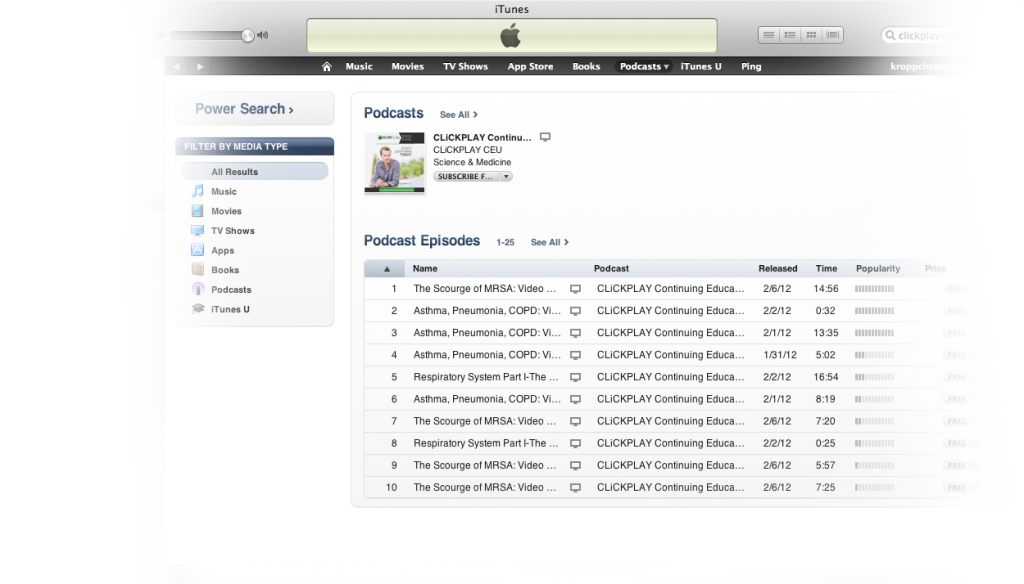 iTunes
clickplay
Music Movies TV Shows App Store Books Podcasts iTunes U Ping
Power Search ›
FILTER BY MEDIA TYPE
All Results
Music
Movies
TV Shows
Apps
Books
Podcasts
iTunes U
Podcasts See All ›
CLiCKPLAY Continu...
CLiCKPLAY CEU
Science & Medicine
SUBSCRIBE F...
Podcast Episodes 1-25 See All ›
Name Podcast Released Time Popularity Price
1 The Scourge of MRSA: Video ... CLiCKPLAY Continuing Educa... 2/6/12 14:56 FREE
2 Asthma, Pneumonia, COPD: Vi... CLiCKPLAY Continuing Educa... 2/2/12 0:32 FREE
3 Asthma, Pneumonia, COPD: Vi... CLiCKPLAY Continuing Educa... 2/1/12 13:35 FREE
4 Asthma, Pneumonia, COPD: Vi... CLiCKPLAY Continuing Educa... 1/31/12 5:02 FREE
5 Respiratory System Part I-The ... CLiCKPLAY Continuing Educa... 2/2/12 16:54 FREE
6 Asthma, Pneumonia, COPD: Vi... CLiCKPLAY Continuing Educa... 2/1/12 8:19 FREE
7 The Scourge of MRSA: Video ... CLiCKPLAY Continuing Educa... 2/6/12 7:20 FREE
8 Respiratory System Part I-The ... CLiCKPLAY Continuing Educa... 2/2/12 0:25 FREE
9 The Scourge of MRSA: Video ... CLiCKPLAY Continuing Educa... 2/6/12 5:57 FREE
10 The Scourge of MRSA: Video ... CLiCKPLAY Continuing Educa... 2/6/12 7:25 FREE